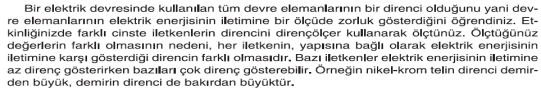 Bir elektrik devresinde kullanılan tüm devre elemanlarının bir direnci olduğunu yani dev-
re elemanlarının elektrik enerjisinin iletimine bir ölçüde zorluk gösterdiğini öğrendiniz. Et-
kinliğinizde farklı cinste iletkenlerin direncini dirençölçer kullanarak ölçtünüz. Ölçtüğünüz
değerlerin farklı olmasının nedeni, her iletkenin, yapısına bağlı olarak elektrik enerjisinin
iletimine karşı gösterdiği direncin farklı olmasıdır. Bazı iletkenler elektrik enerjisinin iletimine
az direnç gösterirken bazıları çok direnç gösterebilir. Örneğin nikel-krom telin direnci demir-
den büyük, demirin direnci de bakırdan büyüktür.